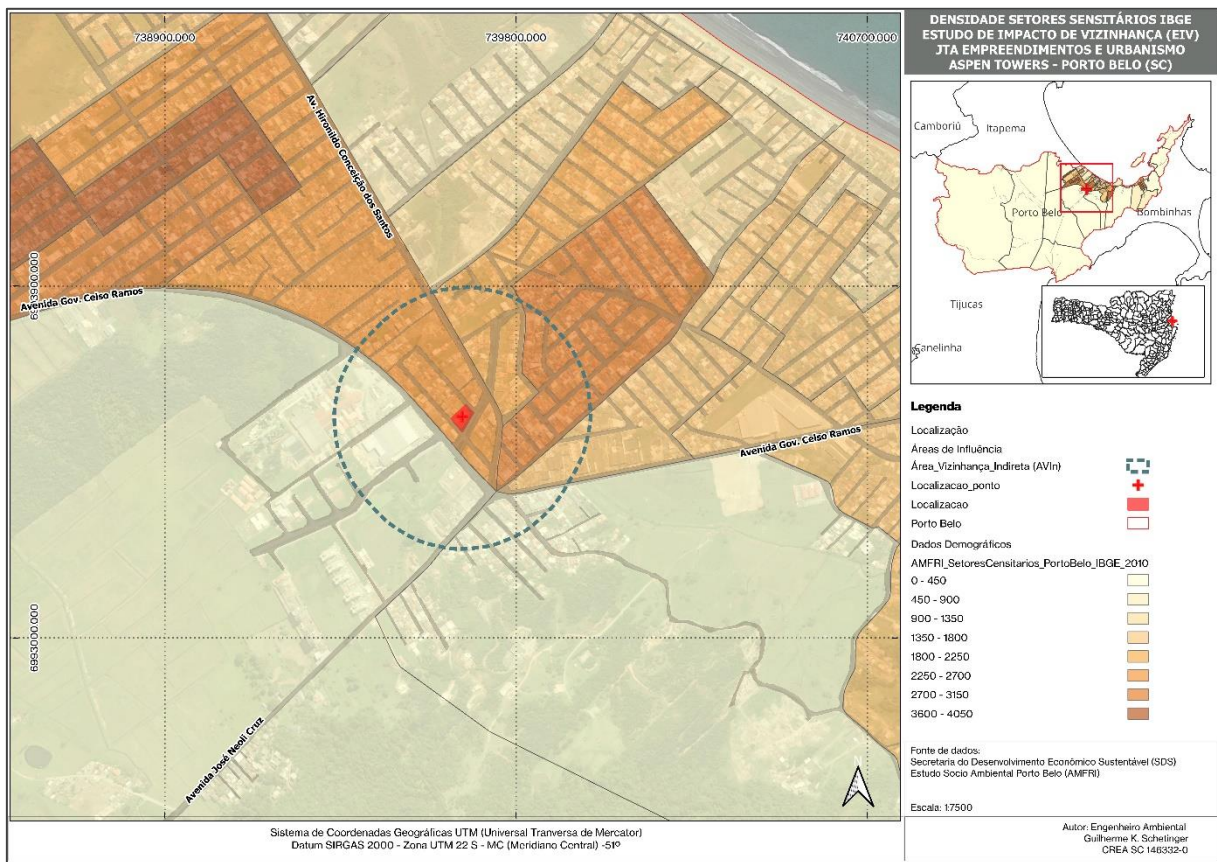 738900.000
739800.000
740700.000
6993900.000
6993000.000
Av. Hironildo Conceição dos Santos
Avenida Gov. Celso Ramos
Avenida Gov. Celso Ramos
Avenida José Neoli Cruz
Sistema de Coordenadas Geográficas UTM (Universal Tranversa de Mercator)
Datum SIRGAS 2000 - Zona UTM 22 S - MC (Meridiano Central) -51º
DENSIDADE SETORES SENSITÁRIOS IBGE
ESTUDO DE IMPACTO DE VIZINHANÇA (EIV)
JTA EMPREENDIMENTOS E URBANISMO
ASPEN TOWERS - PORTO BELO (SC)
Camboriú
Itapema
Porto Belo
Bombinhas
Tijucas
Canelinha
Legenda
Localização
Áreas de Influência
Área_Vizinhança_Indireta (AVIn)
Localizacao_ponto
Localizacao
Porto Belo
Dados Demográficos
AMFRI_SetoresCensitarios_PortoBelo_IBGE_2010
0 - 450
450 - 900
900 - 1350
1350 - 1800
1800 - 2250
2250 - 2700
2700 - 3150
3600 - 4050
Fonte de dados:
Secretaria do Desenvolvimento Econômico Sustentável (SDS)
Estudo Socio Ambiental Porto Belo (AMFRI)
Escala: 1:7500
Autor: Engenheiro Ambiental
Guilherme K. Schetinger
CREA SC 146332-0